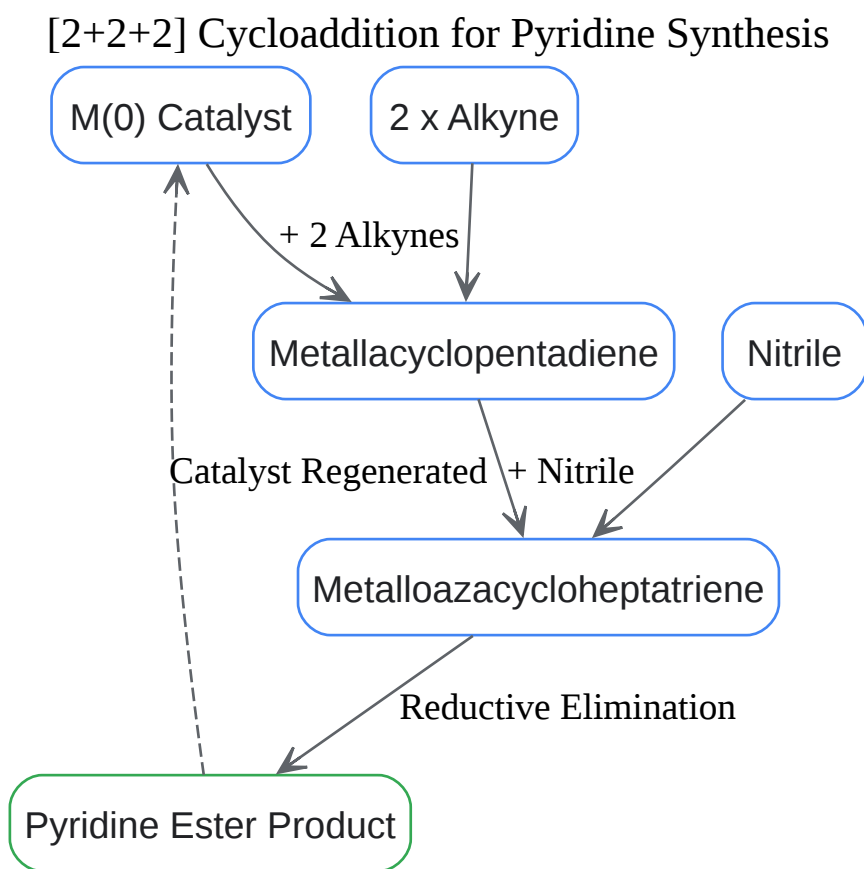 [2+2+2] Cycloaddition for Pyridine Synthesis
M(0) Catalyst
2 x Alkyne
+ 2 Alkynes
Metallacyclopentadiene
Nitrile
Catalyst Regenerated
+ Nitrile
Metalloazacycloheptatriene
Reductive Elimination
Pyridine Ester Product